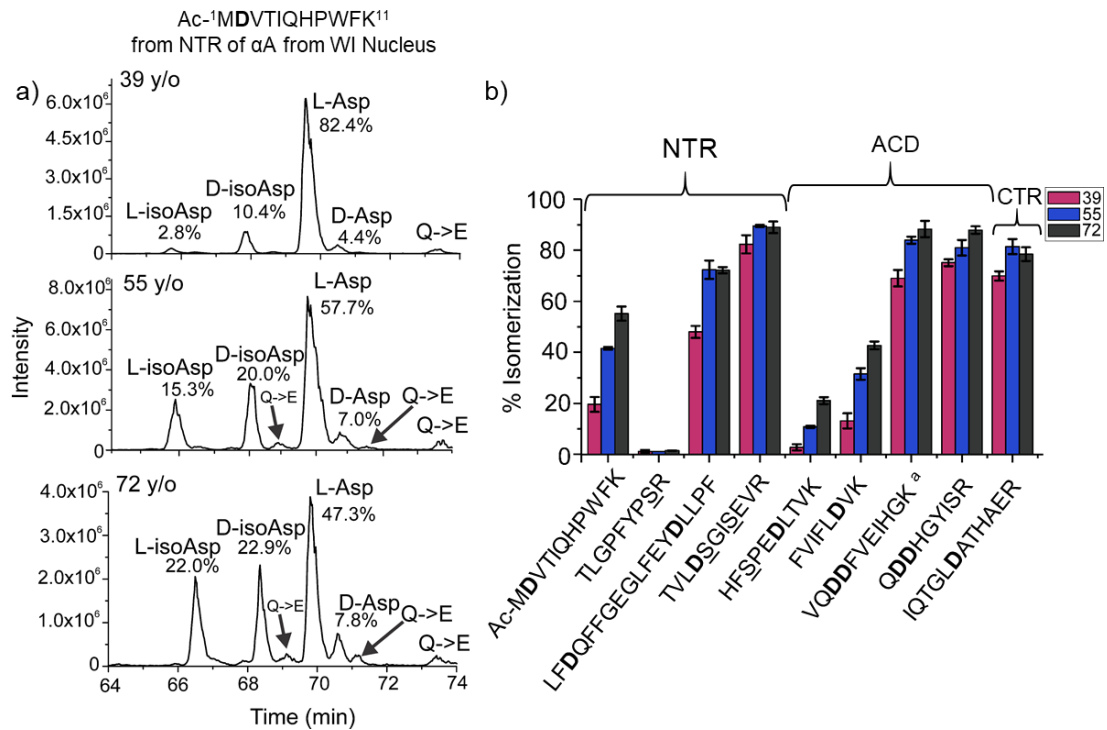 Ac-¹MDVTIQHPWFK¹¹
from NTR of αA from WI Nucleus
a)
39 y/o
6.0x10⁶
4.5x10⁶
3.0x10⁶
1.5x10⁶
0.0
L-isoAsp
2.8%
D-isoAsp
10.4%
L-Asp
82.4%
D-Asp
4.4%
Q->E
55 y/o
8.0x10⁶
6.0x10⁶
4.0x10⁶
2.0x10⁶
0.0
L-isoAsp
15.3%
D-isoAsp
20.0%
Q->E
L-Asp
57.7%
D-Asp
7.0%
Q->E
Q->E
72 y/o
4.0x10⁶
3.0x10⁶
2.0x10⁶
1.0x10⁶
0
L-isoAsp
22.0%
D-isoAsp
22.9%
Q->E
L-Asp
47.3%
D-Asp
7.8%
Q->E
Q->E
64 66 68 70 72 74
Time (min)
Intensity
b)
NTR
ACD
CTR
39
55
72
% Isomerization
100
80
60
40
20
0
Ac-MDVTIQHPWFK
TLGPFYPSR
LFDQFFGEGLFEYDLLPF
TVLDSGISEVR
HFSPEDLTVK
FVIFLDVK
VQDDFVEIHGK ª
QDDHGYISR
IQTGLDATHAER